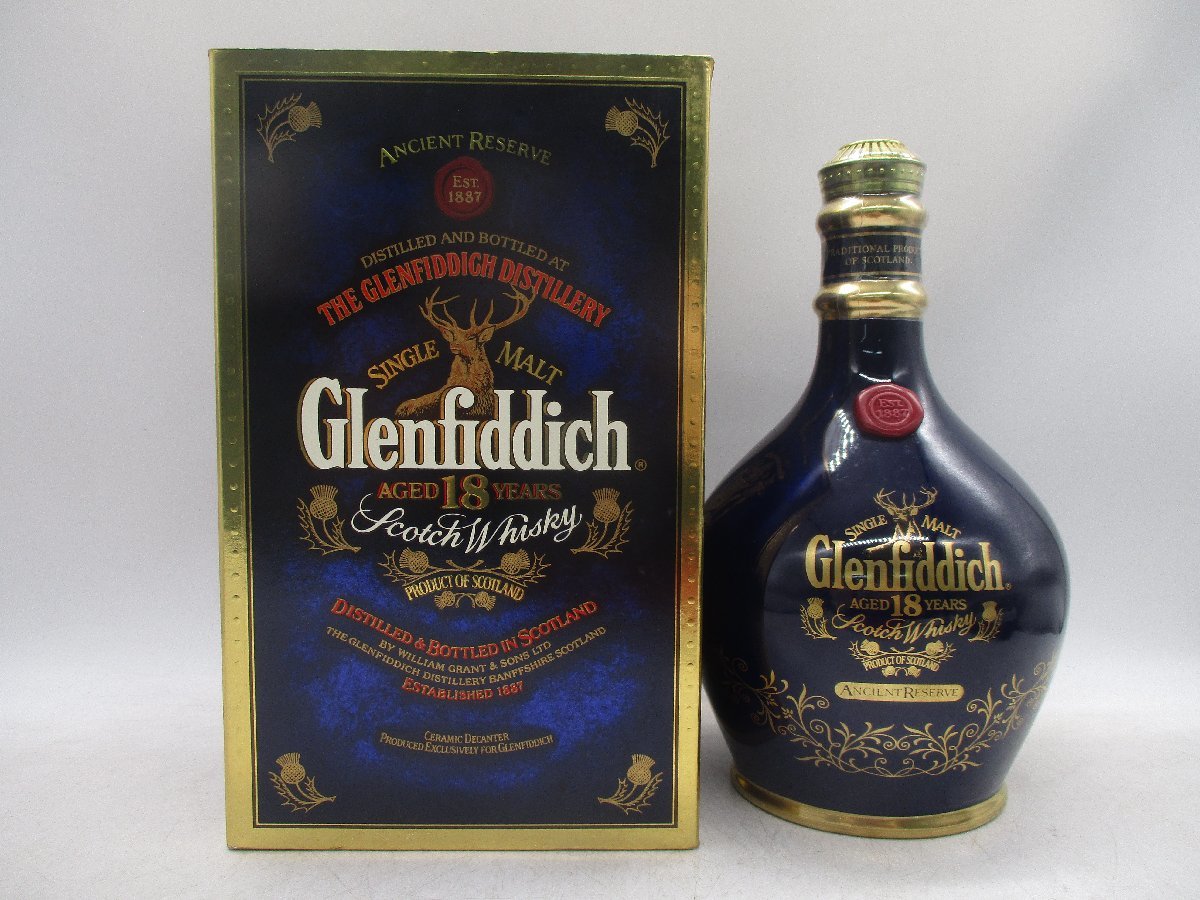 ANCIENT RESERVE
EST.
1887
DISTILLED AND BOTTLED AT
THE GLENFIDDICH DISTILLERY
SINGLE MALT
Glenfiddich®
AGED 18 YEARS
Scotch Whisky
PRODUCT OF SCOTLAND
DISTILLED & BOTTLED IN SCOTLAND
BY WILLIAM GRANT & SONS LTD
THE GLENFIDDICH DISTILLERY BANFFSHIRE SCOTLAND
ESTABLISHED 1887
CERAMIC DECANTER
PRODUCED EXCLUSIVELY FOR GLENFIDDICH
TRADITIONAL
OF SCOTLAND
EST.
1887
SINGLE MALT
Glenfiddich®
AGED 18 YEARS
Scotch Whisky
PRODUCT OF SCOTLAND
ANCIENT RESERVE